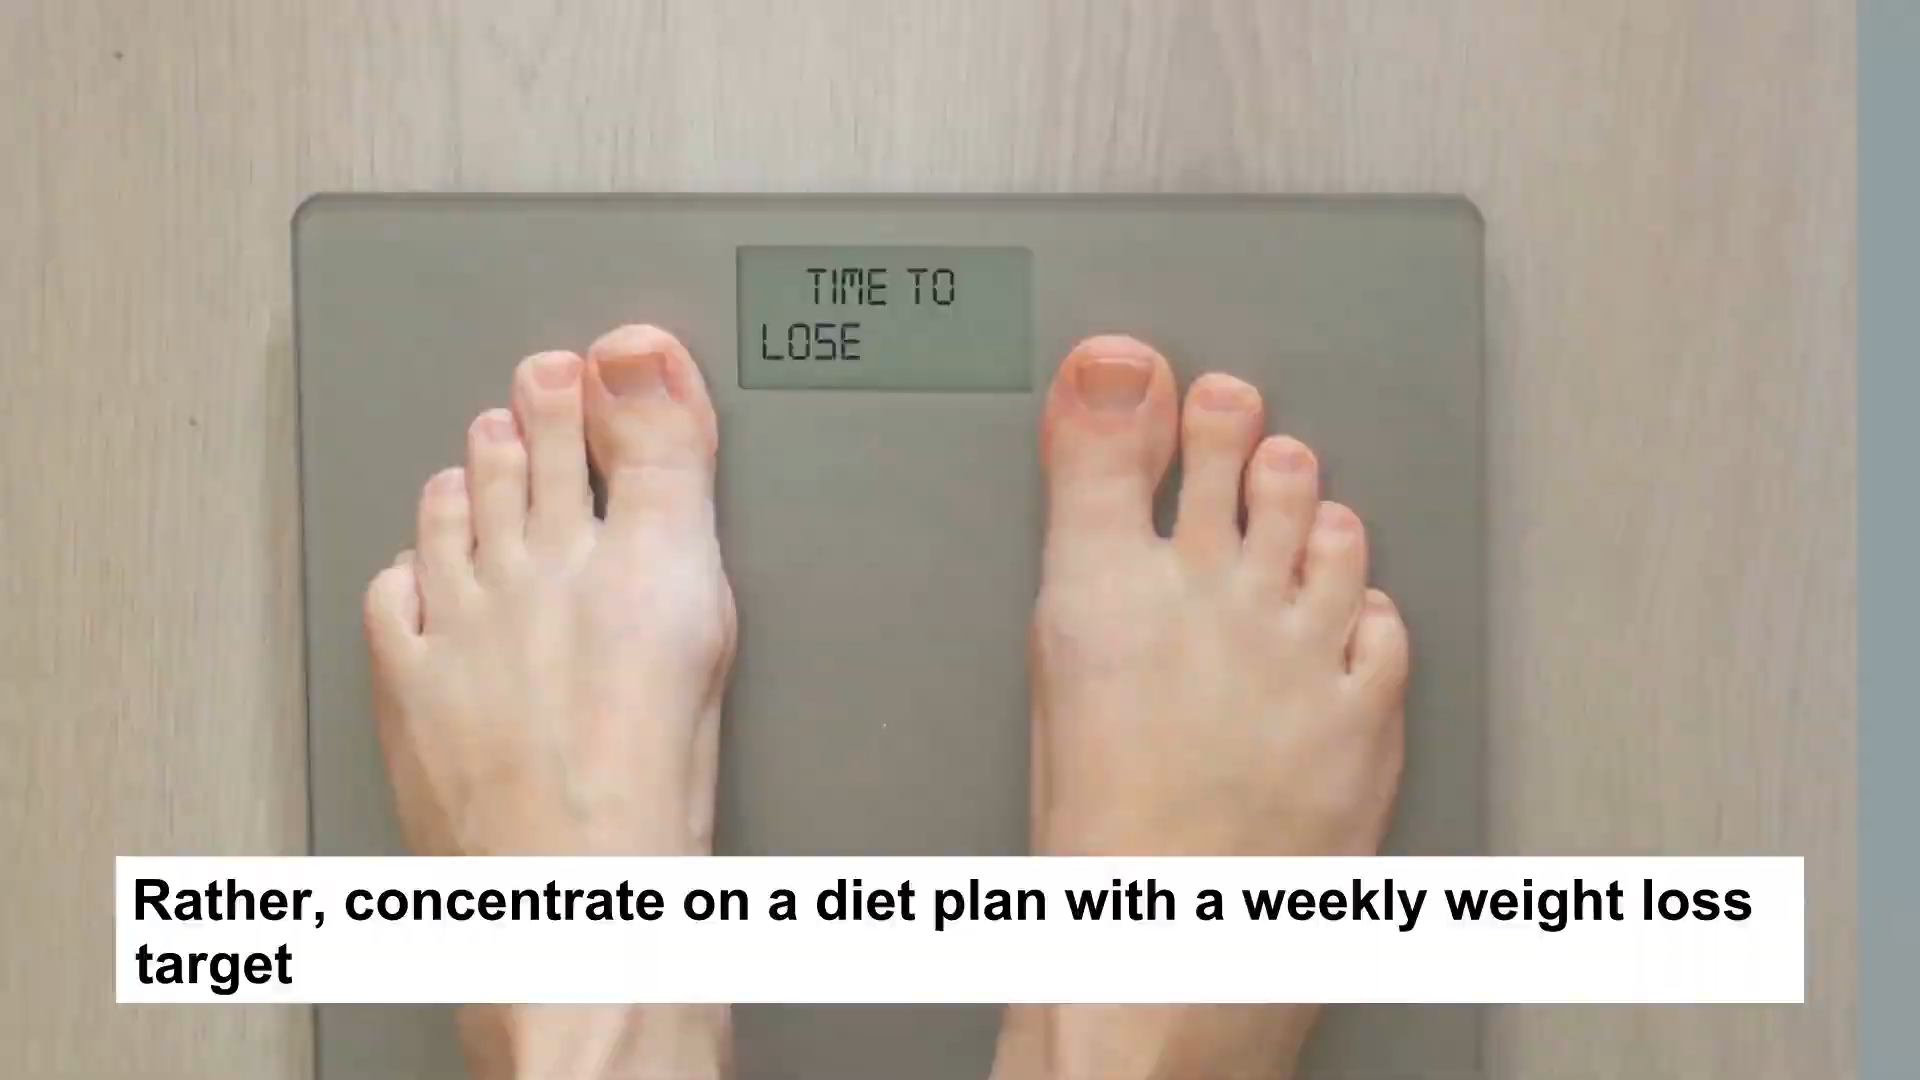 TIME TO
LOSE
Rather, concentrate on a diet plan with a weekly weight loss
target